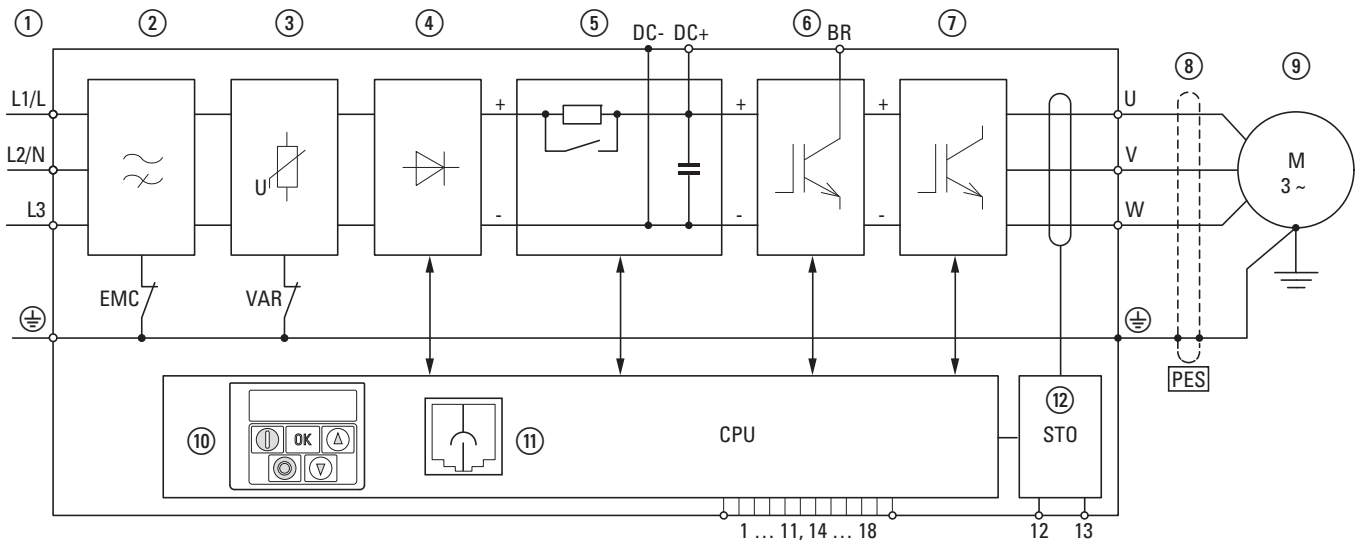 ① ② ③ ④ ⑤ ⑥ ⑦ ⑧ ⑨
DC- DC+ BR
L1/L + + + U
L2/N U V M
3 ~
L3 - - - W
EMC VAR
PES
⑩ OK ⑪ CPU ⑫
STO
1 ... 11, 14 ... 18 12 13